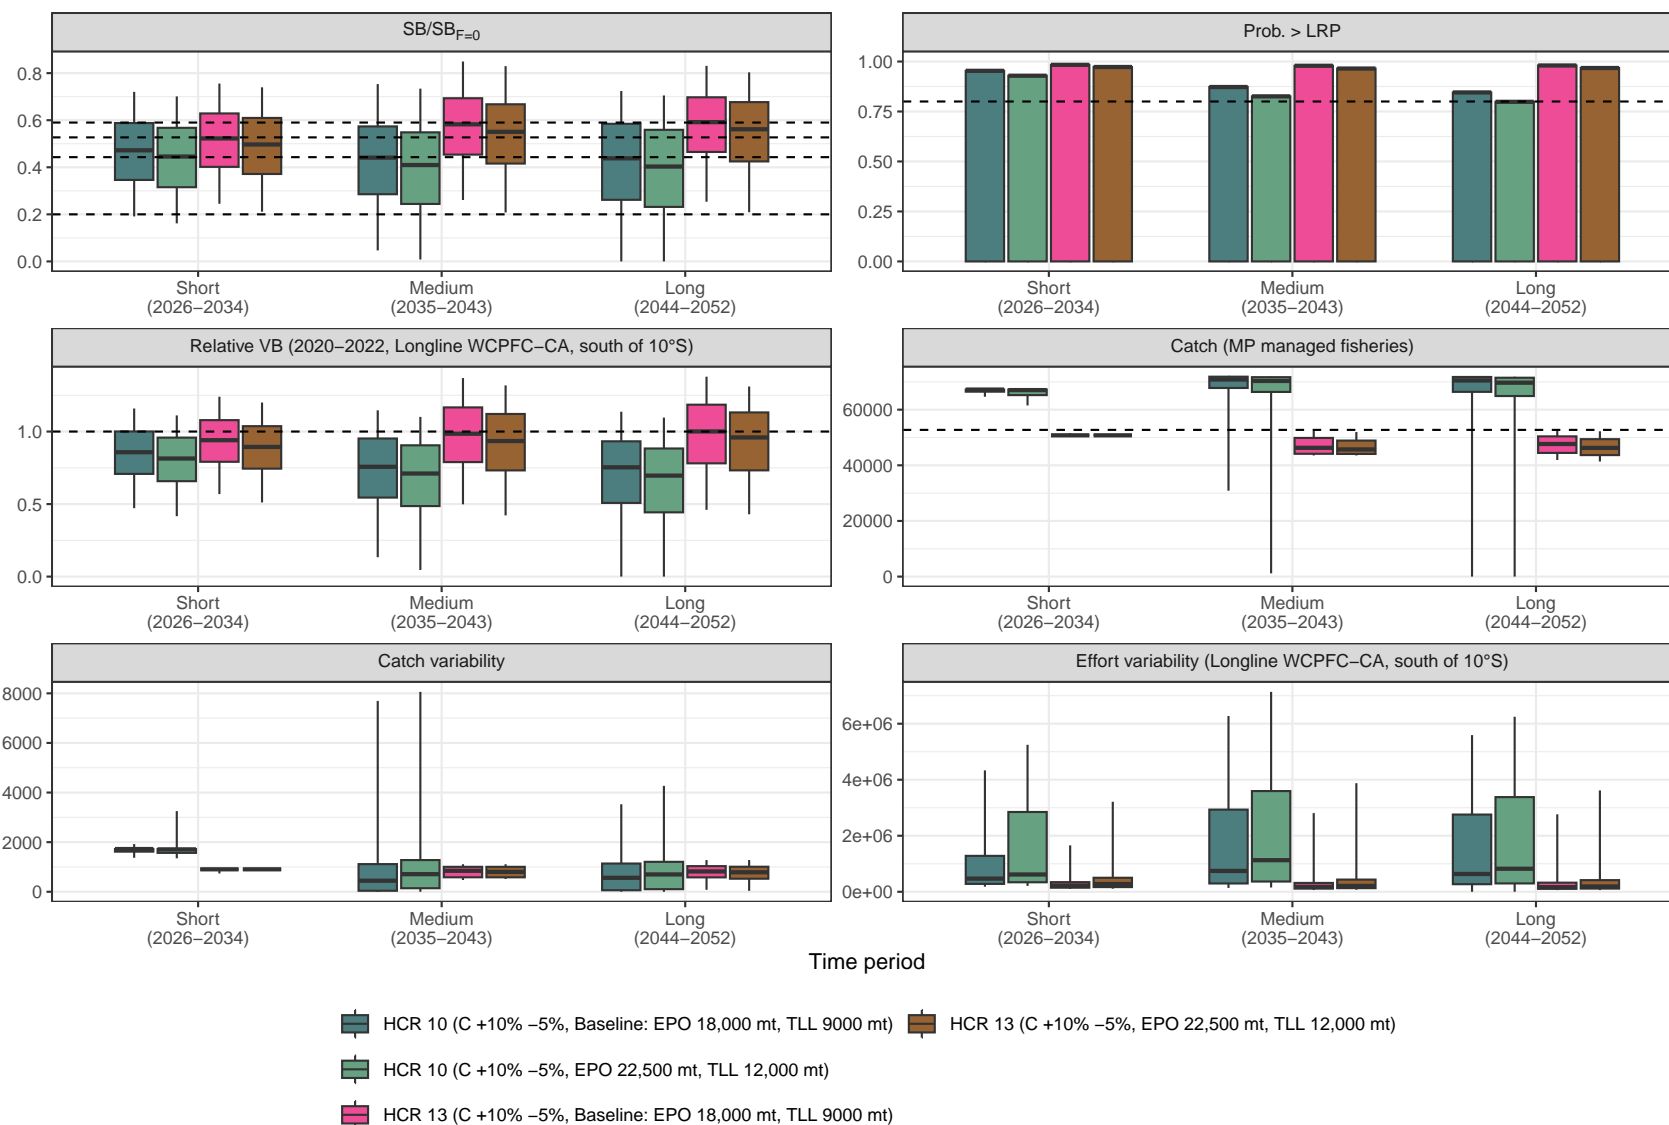 SB/SBF=0
0.8
0.6
0.4
0.2
0.0
Short
(2026−2034)
Medium
(2035−2043)
Long
(2044−2052)
Prob. > LRP
1.00
0.75
0.50
0.25
0.00
Short
(2026−2034)
Medium
(2035−2043)
Long
(2044−2052)
Relative VB (2020−2022, Longline WCPFC−CA, south of 10°S)
1.0
0.5
0.0
Short
(2026−2034)
Medium
(2035−2043)
Long
(2044−2052)
Catch (MP managed fisheries)
60000
40000
20000
0
Short
(2026−2034)
Medium
(2035−2043)
Long
(2044−2052)
Catch variability
8000
6000
4000
2000
0
Short
(2026−2034)
Medium
(2035−2043)
Long
(2044−2052)
Effort variability (Longline WCPFC−CA, south of 10°S)
6e+06
4e+06
2e+06
0e+00
Short
(2026−2034)
Medium
(2035−2043)
Long
(2044−2052)
Time period
HCR 10 (C +10% −5%, Baseline: EPO 18,000 mt, TLL 9000 mt)
HCR 10 (C +10% −5%, EPO 22,500 mt, TLL 12,000 mt)
HCR 13 (C +10% −5%, Baseline: EPO 18,000 mt, TLL 9000 mt)
HCR 13 (C +10% −5%, EPO 22,500 mt, TLL 12,000 mt)